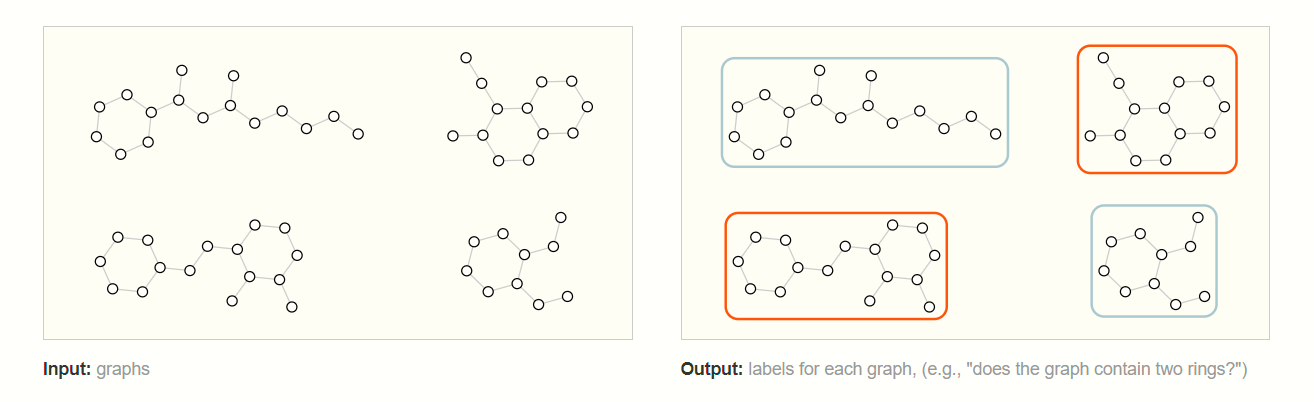 Input: graphs
Output: labels for each graph, (e.g., "does the graph contain two rings?")